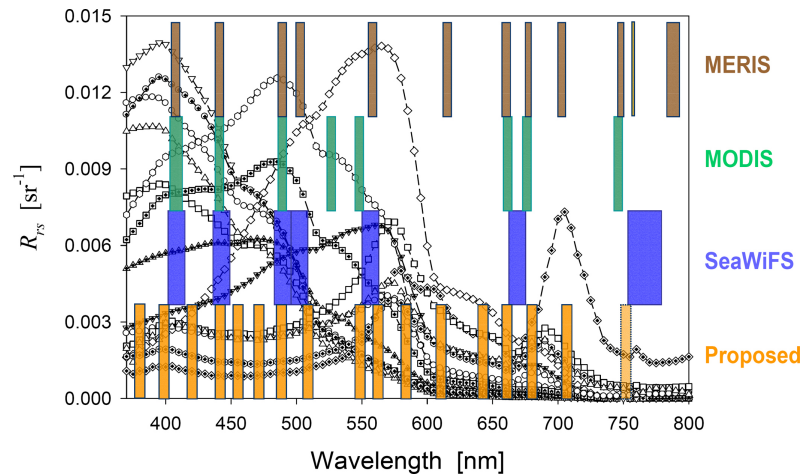 0.015
0.012
0.009
0.006
0.003
0.000
R_rs [sr⁻¹]
MERIS
MODIS
SeaWiFS
Proposed
400 450 500 550 600 650 700 750 800
Wavelength [nm]